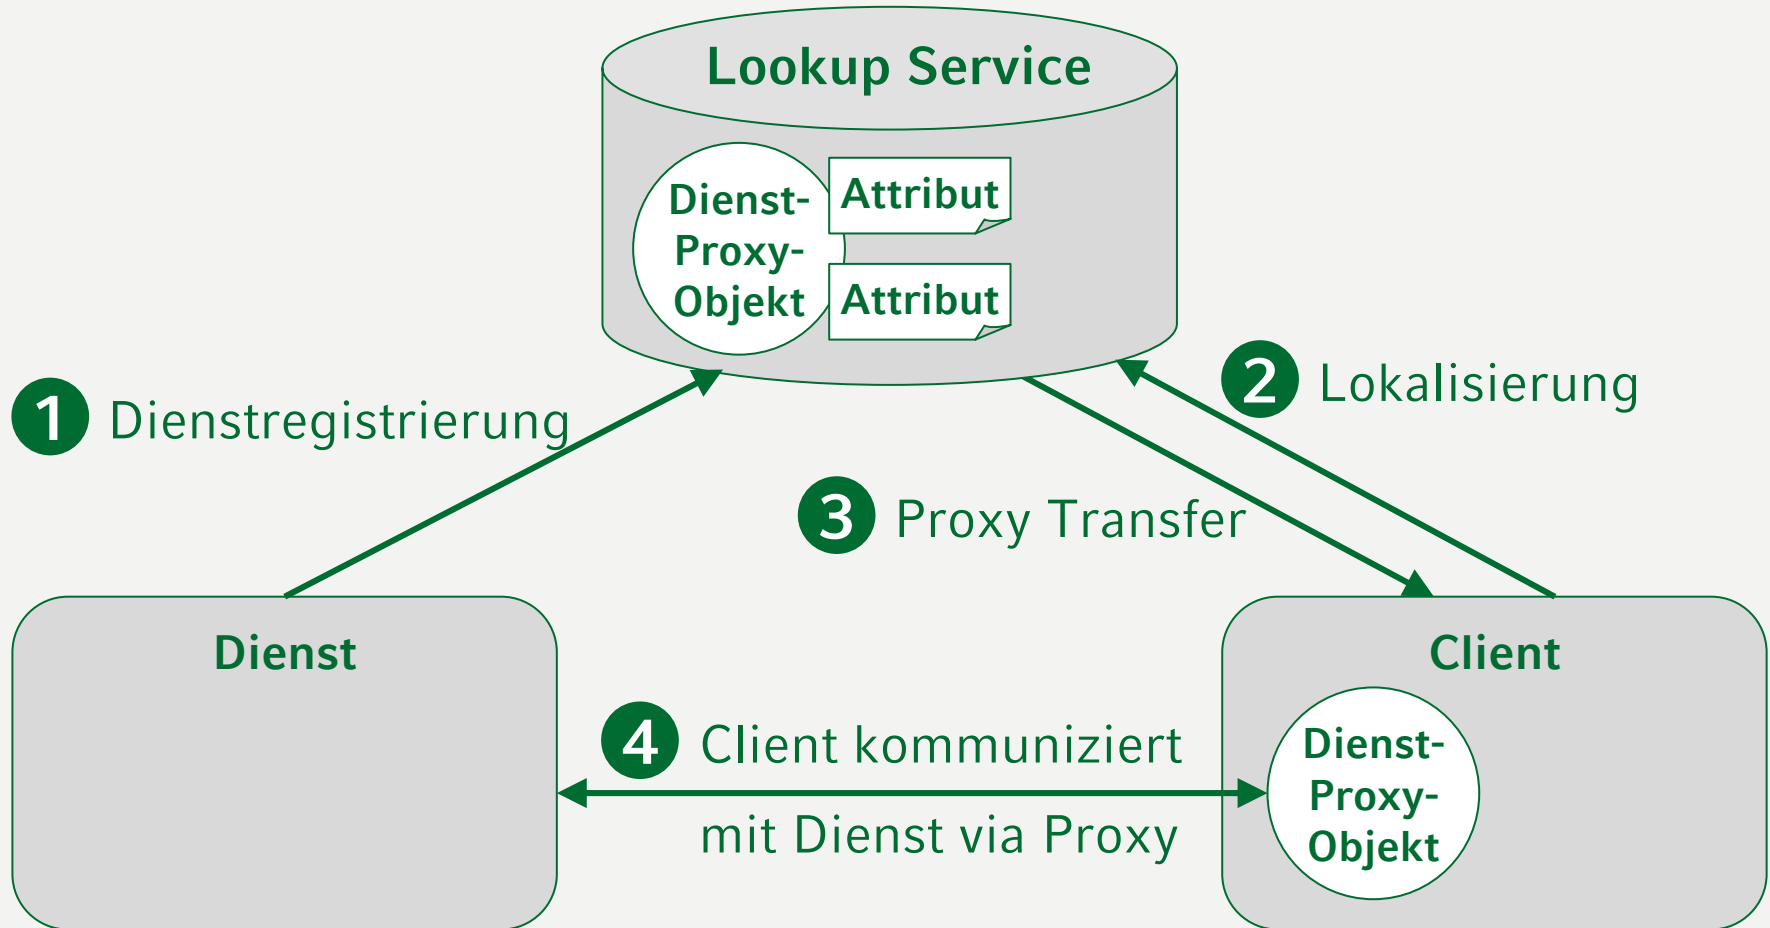 Lookup Service
Dienst-
Proxy-
Objekt
Attribut
Attribut
1 Dienstregistrierung
2 Lokalisierung
3 Proxy Transfer
Dienst
Client
4 Client kommuniziert
mit Dienst via Proxy
Dienst-
Proxy-
Objekt